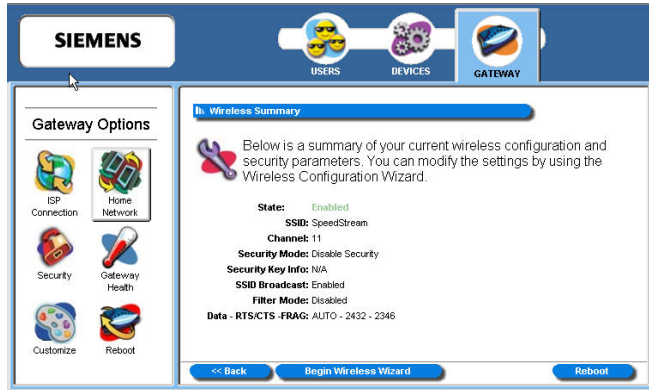 SIEMENS
USERS
DEVICES
GATEWAY
Gateway Options
ISP
Connection
Home
Network
Security
Gateway
Health
Customize
Reboot
Wireless Summary
Below is a summary of your current wireless configuration and
security parameters. You can modify the settings by using the
Wireless Configuration Wizard.
State: Enabled
SSID: SpeedStream
Channel: 11
Security Mode: Disable Security
Security Key Info: N/A
SSID Broadcast: Enabled
Filter Mode: Disabled
Data - RTS/CTS -FRAG: AUTO - 2432 - 2346
<< Back
Begin Wireless Wizard
Reboot